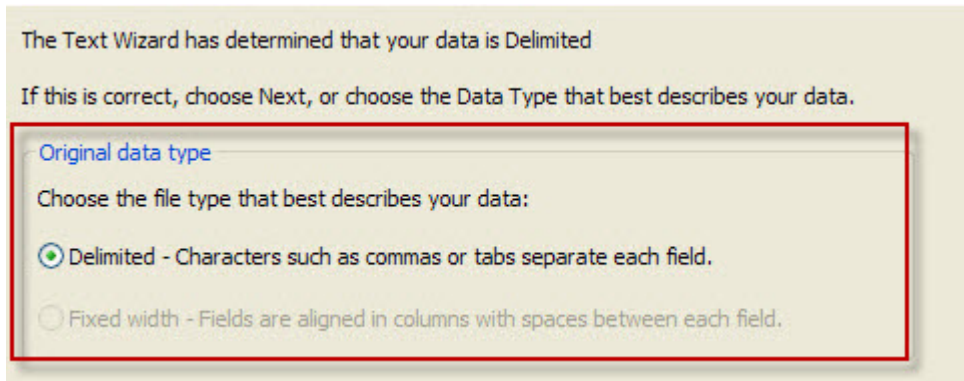 The Text Wizard has determined that your data is Delimited
If this is correct, choose Next, or choose the Data Type that best describes your data.
Original data type
Choose the file type that best describes your data:
Delimited - Characters such as commas or tabs separate each field.
Fixed width - Fields are aligned in columns with spaces between each field.